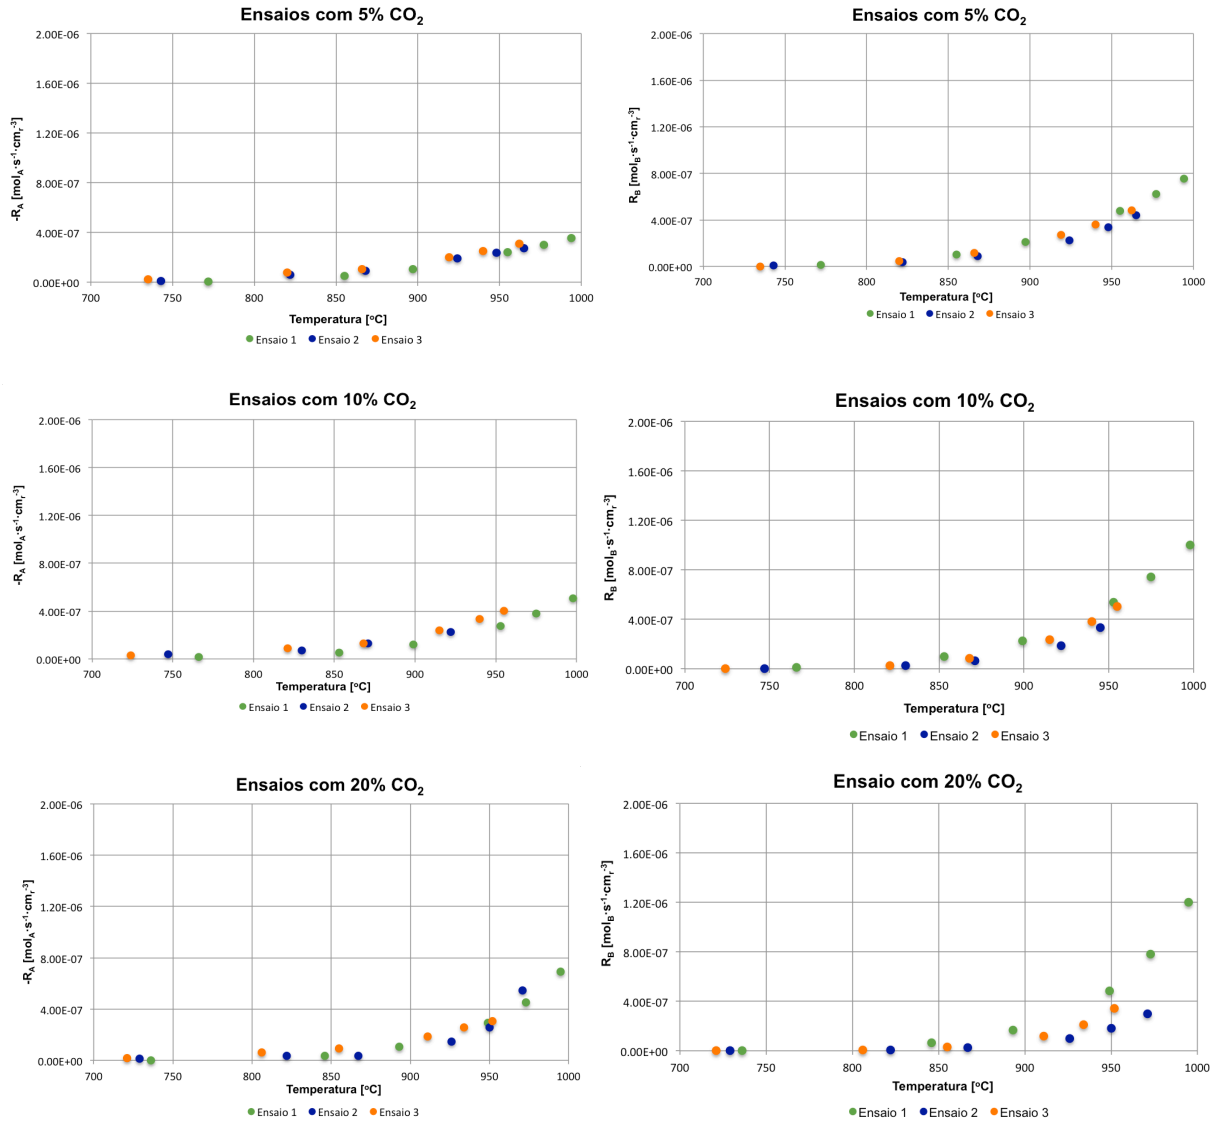 Ensaios com 5% CO2
-RA [molA·s-1·cmr-3]
2.00E-06
1.60E-06
1.20E-06
8.00E-07
4.00E-07
0.00E+00
700 750 800 850 900 950 1000
Temperatura [oC]
Ensaio 1 Ensaio 2 Ensaio 3
Ensaios com 5% CO2
RB [molB·s-1·cmr-3]
2.00E-06
1.60E-06
1.20E-06
8.00E-07
4.00E-07
0.00E+00
700 750 800 850 900 950 1000
Temperatura [oC]
Ensaio 1 Ensaio 2 Ensaio 3
Ensaios com 10% CO2
-RA [molA·s-1·cmr-3]
2.00E-06
1.60E-06
1.20E-06
8.00E-07
4.00E-07
0.00E+00
700 750 800 850 900 950 1000
Temperatura [oC]
Ensaio 1 Ensaio 2 Ensaio 3
Ensaios com 10% CO2
RB [molB·s-1·cmr-3]
2.00E-06
1.60E-06
1.20E-06
8.00E-07
4.00E-07
0.00E+00
700 750 800 850 900 950 1000
Temperatura [oC]
Ensaio 1 Ensaio 2 Ensaio 3
Ensaios com 20% CO2
-RA [molA·s-1·cmr-3]
2.00E-06
1.60E-06
1.20E-06
8.00E-07
4.00E-07
0.00E+00
700 750 800 850 900 950 1000
Temperatura [oC]
Ensaio 1 Ensaio 2 Ensaio 3
Ensaio com 20% CO2
RB [molB·s-1·cmr-3]
2.00E-06
1.60E-06
1.20E-06
8.00E-07
4.00E-07
0.00E+00
700 750 800 850 900 950 1000
Temperatura [oC]
Ensaio 1 Ensaio 2 Ensaio 3